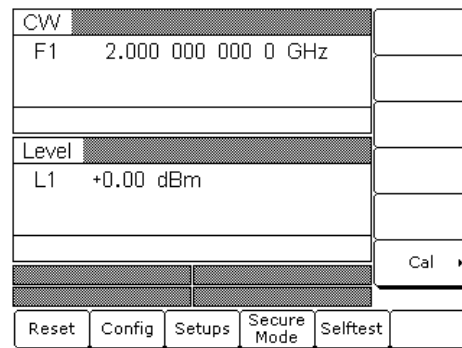 CW
F1 2.000 000 000 0 GHz
Level
L1 +0.00 dBm
Cal
Reset Config Setups Secure Mode Selftest